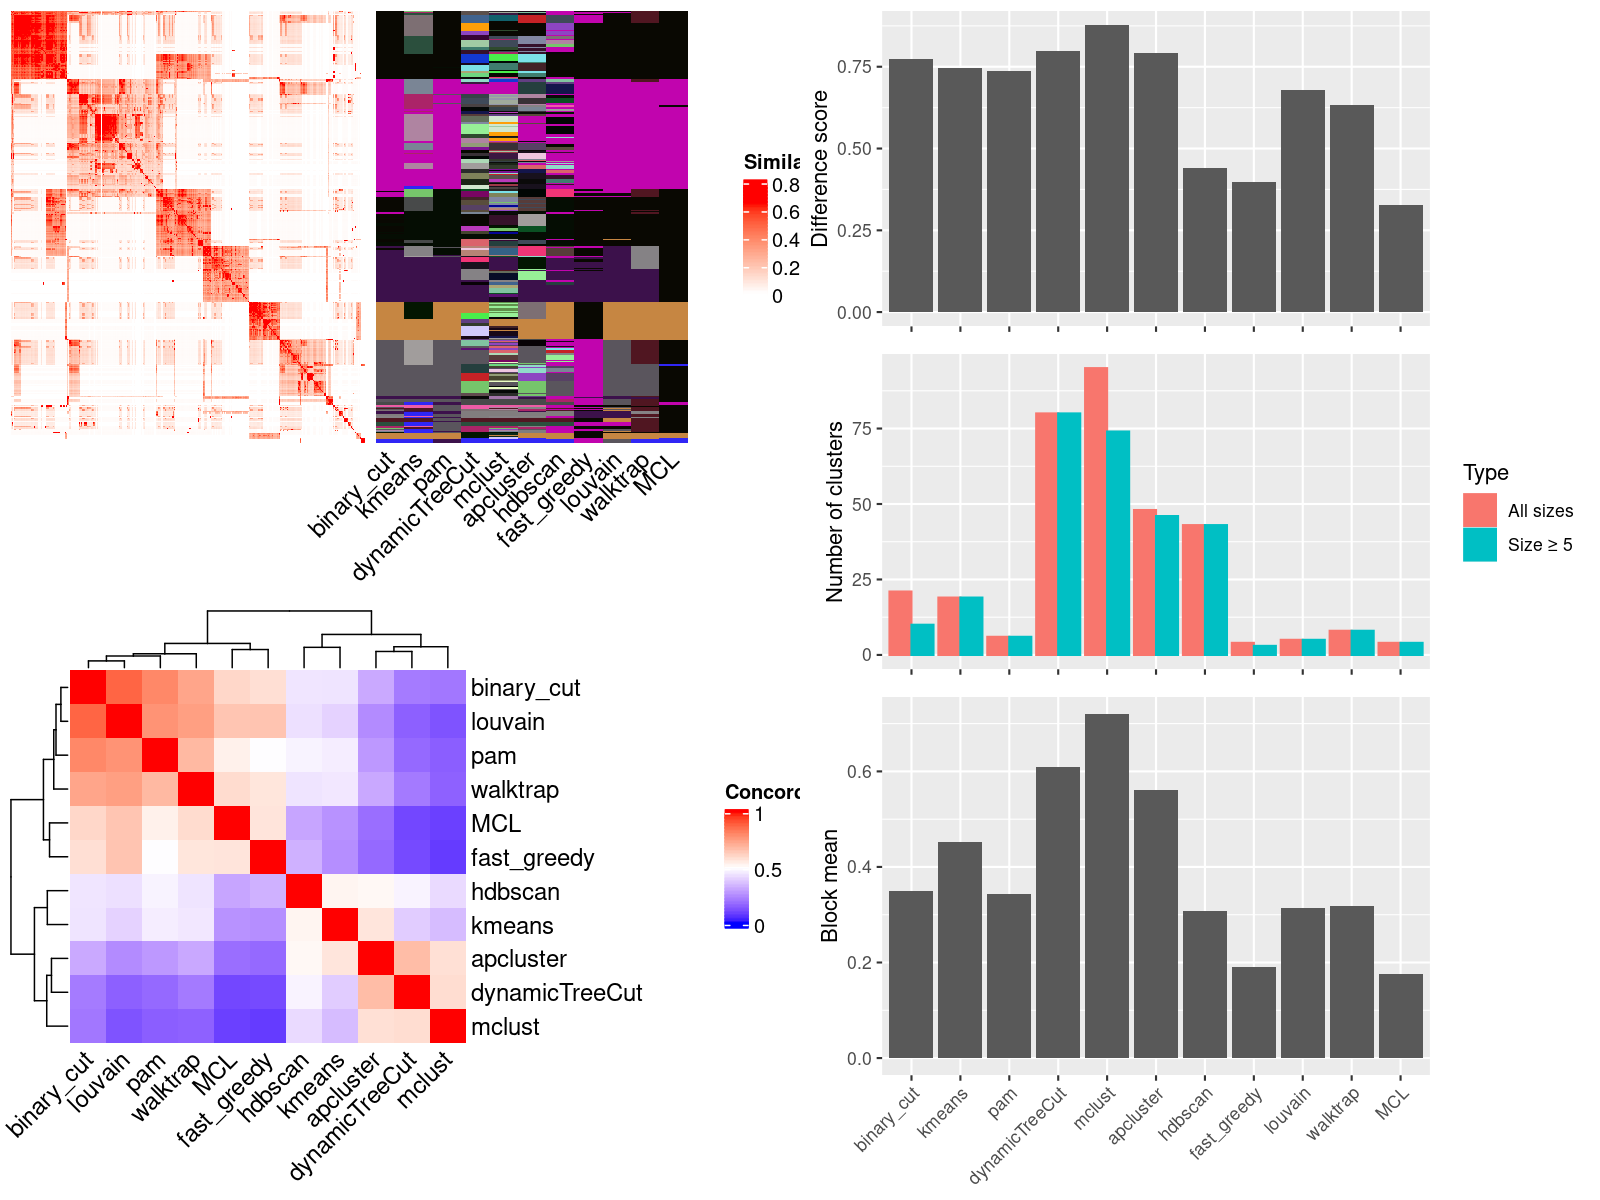 Simila
0.8
0.6
0.4
0.2
0
binary_cut
kmeans
pam
dynamicTreeCut
mclust
apcluster
hdbscan
fast_greedy
louvain
walktrap
MCL
binary_cut
louvain
pam
walktrap
MCL
fast_greedy
hdbscan
kmeans
apcluster
dynamicTreeCut
mclust
binary_cut
louvain
pam
walktrap
MCL
fast_greedy
hdbscan
kmeans
apcluster
dynamicTreeCut
mclust
Concord
1
0.5
0
Difference score
0.75
0.50
0.25
0.00
Number of clusters
75
50
25
0
Type
All sizes
Size ≥ 5
Block mean
0.6
0.4
0.2
0.0
binary_cut
kmeans
pam
dynamicTreeCut
mclust
apcluster
hdbscan
fast_greedy
louvain
walktrap
MCL